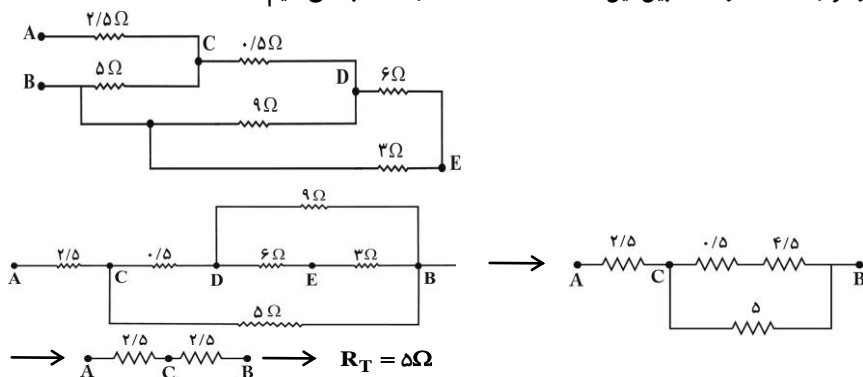 A ۲/۵Ω C ۰/۵Ω
B ۵Ω D ۶Ω
۹Ω
۳Ω E
۹Ω
A ۲/۵ C ۰/۵ D ۶Ω E ۳Ω B
۵Ω
A ۲/۵ C ۰/۵ ۴/۵ B
۵
A ۲/۵ C ۲/۵ B R_T = ۵Ω